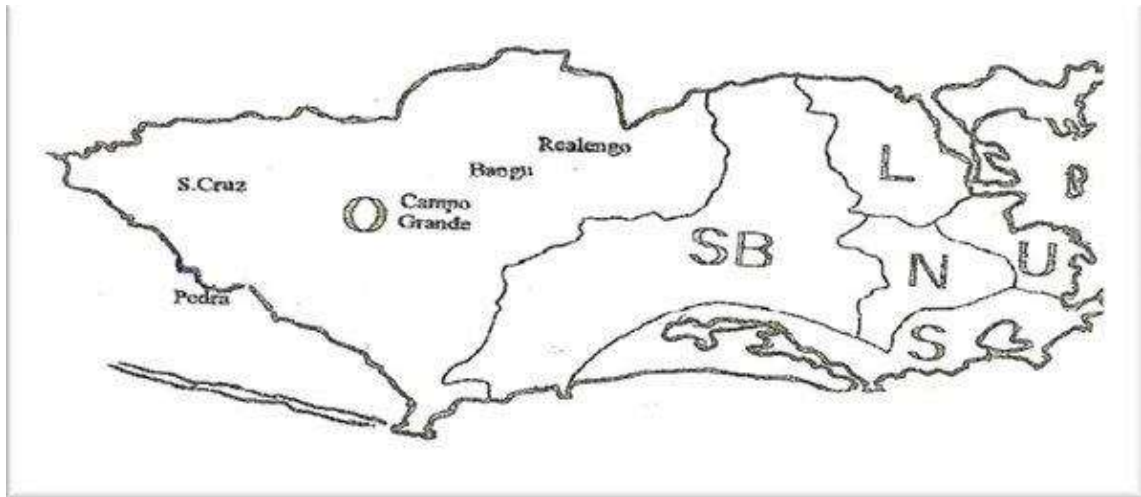 Realengo
Bangu
L
S.Cruz
O
Campo
Grande
SB
N
U
Pedra
S